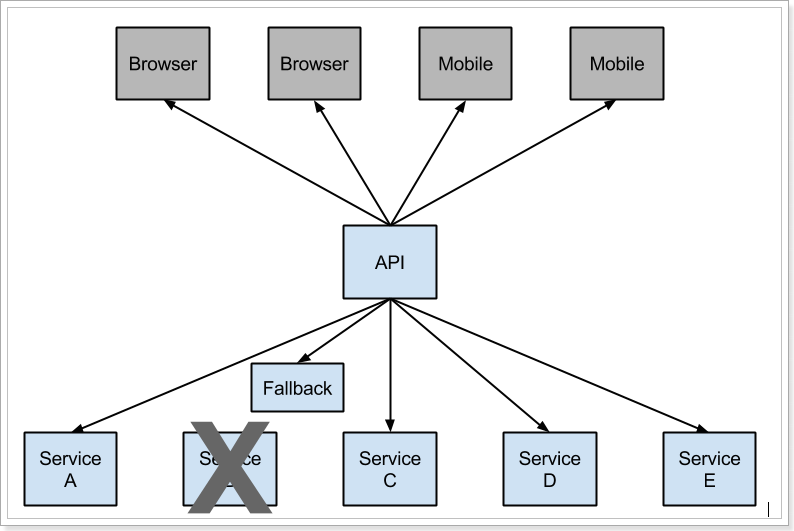 Browser
Browser
Mobile
Mobile
API
Fallback
Service
A
Service
C
Service
D
Service
E